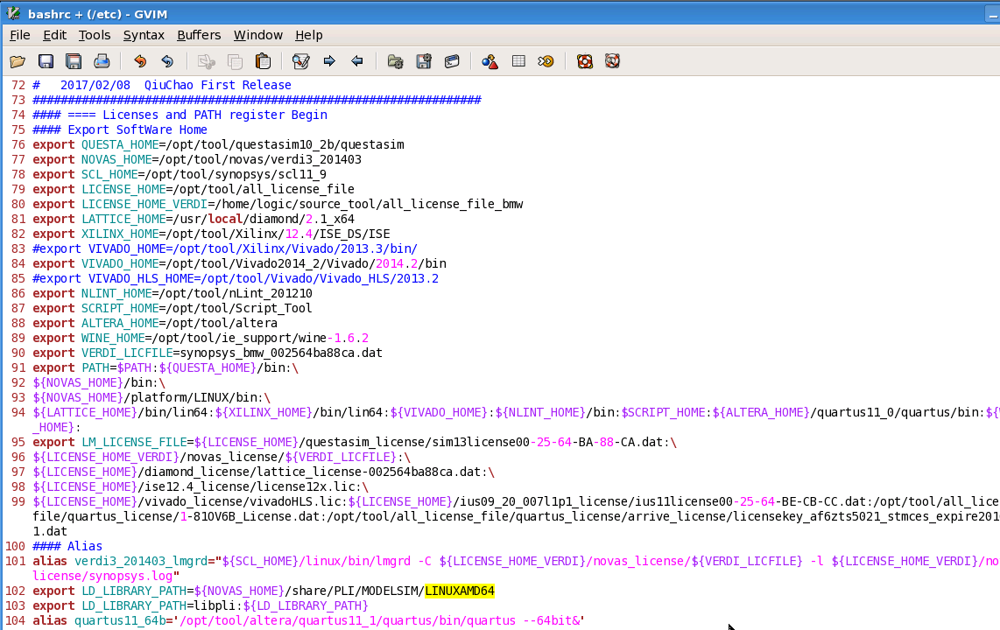 bashrc + (/etc) - GVIM
File Edit Tools Syntax Buffers Window Help
72 #   2017/02/08  QiuChao First Release
73 ################################################################
74 #### ==== Licenses and PATH register Begin
75 #### Export SoftWare Home
76 export QUESTA_HOME=/opt/tool/questasim10_2b/questasim
77 export NOVAS_HOME=/opt/tool/novas/verdi3_201403
78 export SCL_HOME=/opt/tool/synopsys/scl11_9
79 export LICENSE_HOME=/opt/tool/all_license_file
80 export LICENSE_HOME_VERDI=/home/logic/source_tool/all_license_file_bmw
81 export LATTICE_HOME=/usr/local/diamond/2.1_x64
82 export XILINX_HOME=/opt/tool/Xilinx/12.4/ISE_DS/ISE
83 #export VIVADO_HOME=/opt/tool/Xilinx/Vivado/2013.3/bin/
84 export VIVADO_HOME=/opt/tool/Vivado2014_2/Vivado/2014.2/bin
85 #export VIVADO_HLS_HOME=/opt/tool/Vivado/Vivado_HLS/2013.2
86 export NLINT_HOME=/opt/tool/nLint_201210
87 export SCRIPT_HOME=/opt/tool/Script_Tool
88 export ALTERA_HOME=/opt/tool/altera
89 export WINE_HOME=/opt/tool/ie_support/wine-1.6.2
90 export VERDI_LICFILE=synopsys_bmw_002564ba88ca.dat
91 export PATH=$PATH:${QUESTA_HOME}/bin:\
92 ${NOVAS_HOME}/bin:\
93 ${NOVAS_HOME}/platform/LINUX/bin:\
94 ${LATTICE_HOME}/bin/lin64:${XILINX_HOME}/bin/lin64:${VIVADO_HOME}:${NLINT_HOME}/bin:$SCRIPT_HOME:${ALTERA_HOME}/quartus11_0/quartus/bin:${
_HOME}:
95 export LM_LICENSE_FILE=${LICENSE_HOME}/questasim_license/sim13license00-25-64-BA-88-CA.dat:\
96 ${LICENSE_HOME_VERDI}/novas_license/${VERDI_LICFILE}:\
97 ${LICENSE_HOME}/diamond_license/lattice_license-002564ba88ca.dat:\
98 ${LICENSE_HOME}/ise12.4_license/license12x.lic:\
99 ${LICENSE_HOME}/vivado_license/vivadoHLS.lic:${LICENSE_HOME}/ius09_20_007l1p1_license/ius11license00-25-64-BE-CB-CC.dat:/opt/tool/all_lice
file/quartus_license/1-81OV6B_License.dat:/opt/tool/all_license_file/quartus_license/arrive_license/licensekey_af6zts5021_stmces_expire201
1.dat
100 #### Alias
101 alias verdi3_201403_lmgrd="${SCL_HOME}/linux/bin/lmgrd -C ${LICENSE_HOME_VERDI}/novas_license/${VERDI_LICFILE} -l ${LICENSE_HOME_VERDI}/no
license/synopsys.log"
102 export LD_LIBRARY_PATH=${NOVAS_HOME}/share/PLI/MODELSIM/LINUXAMD64
103 export LD_LIBRARY_PATH=libpli:${LD_LIBRARY_PATH}
104 alias quartus11_64b='/opt/tool/altera/quartus11_1/quartus/bin/quartus --64bit&'